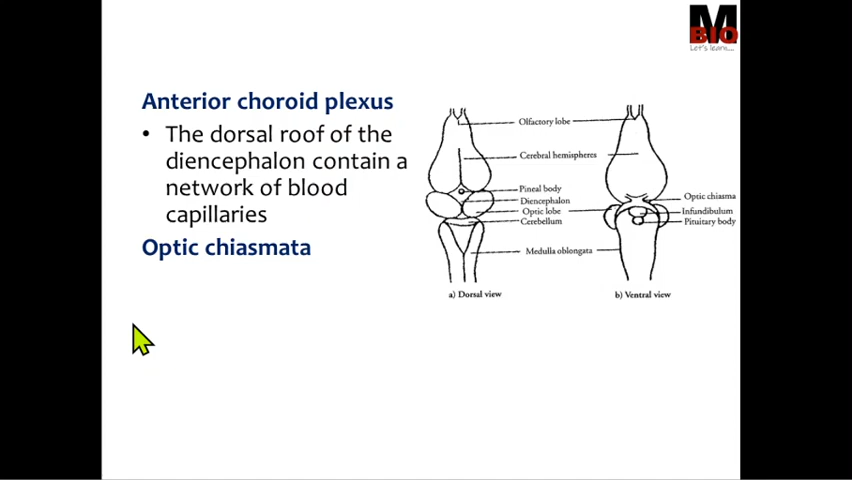 M
BIQ
Let's learn....
Anterior choroid plexus
• The dorsal roof of the
diencephalon contain a
network of blood
capillaries
Optic chiasmata
Olfactory lobe
Cerebral hemispheres
Pineal body
Diencephalon
Optic lobe
Cerebellum
Medulla oblongata
Optic chiasma
Infundibulum
Pituitary body
a) Dorsal view
b) Ventral view